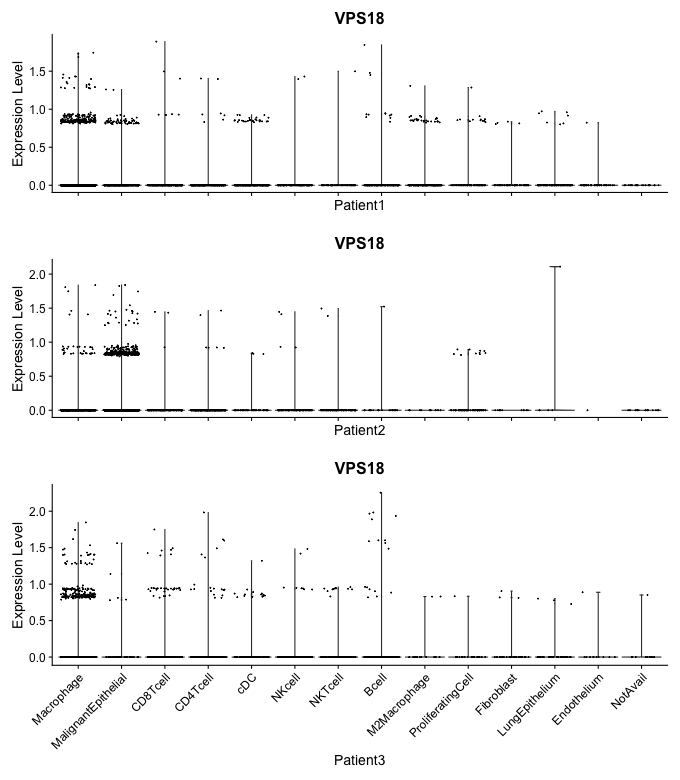 VPS18
Expression Level
1.5
1.0
0.5
0.0
Patient1
VPS18
Expression Level
2.0
1.5
1.0
0.5
0.0
Patient2
VPS18
Expression Level
2.0
1.5
1.0
0.5
0.0
Macrophage
MalignantEpithelial
CD8Tcell
CD4Tcell
cDC
NKcell
NKTcell
Bcell
M2Macrophage
ProliferatingCell
Fibroblast
LungEpithelium
Endothelium
NotAvail
Patient3